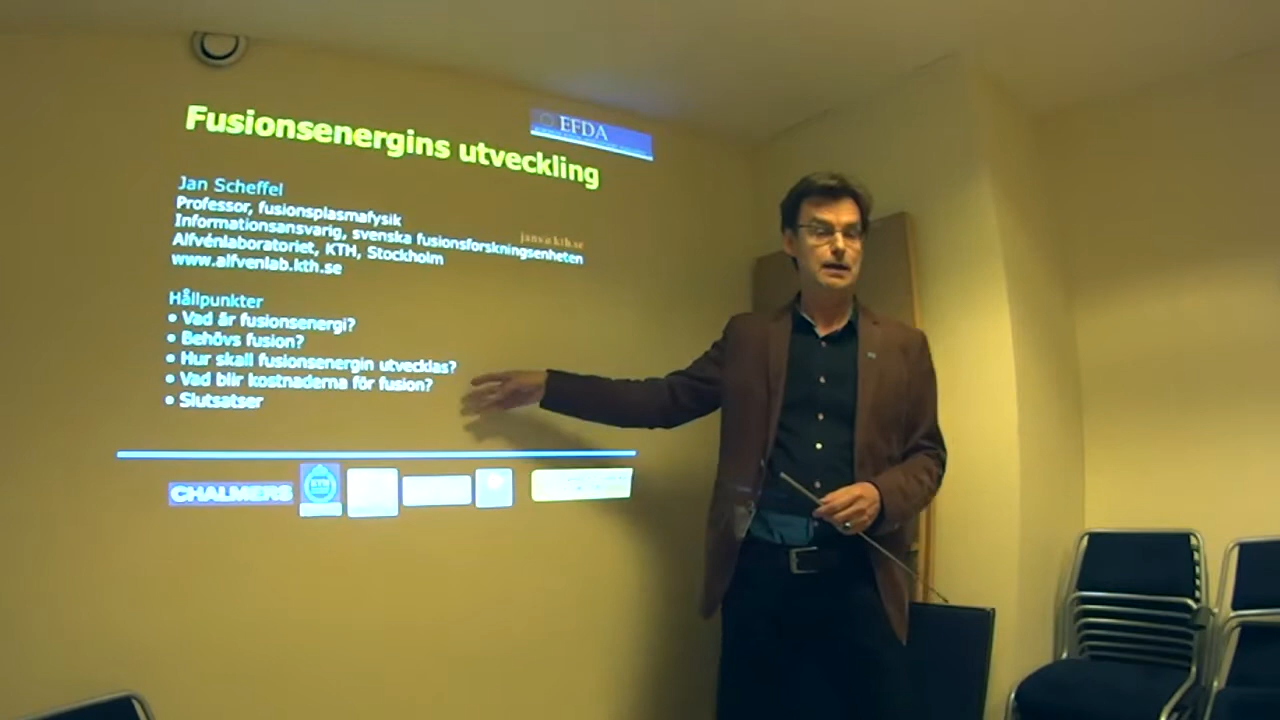 Fusionsenergins utveckling
EFDA
Jan Scheffel
Professor, fusionsplasmafysik
Informationsansvarig, svenska fusionsforskningsenheten
Alfvénlaboratoriet, KTH, Stockholm
www.alfvenlab.kth.se
Hållpunkter
• Vad är fusionsenergi?
• Behövs fusion?
• Hur skall fusionsenergin utvecklas?
• Vad blir kostnaderna för fusion?
• Slutsatser
CHALMERS
KTH